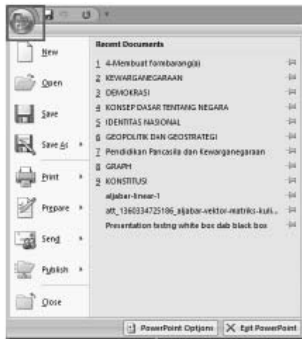 New
Open
Save
Save As
Print
Prepare
Send
Publish
Close
Recent Documents
1 4-Membuat formbarang(a)
2 KEWARGANEGARAAN
3 DEMOKRASI
4 KONSEP DASAR TENTANG NEGARA
5 IDENTITAS NASIONAL
6 GEOPOLITIK DAN GEOSTRATEGI
7 Pendidikan Pancasila dan Kewarganegaraan
8 GRAPH
9 KONSTITUSI
aljabar-linear-1
att_1360334725186_aljabar-vektor-matriks-kuli...
Presentation testng white box dab black box
PowerPoint Options
Exit PowerPoint